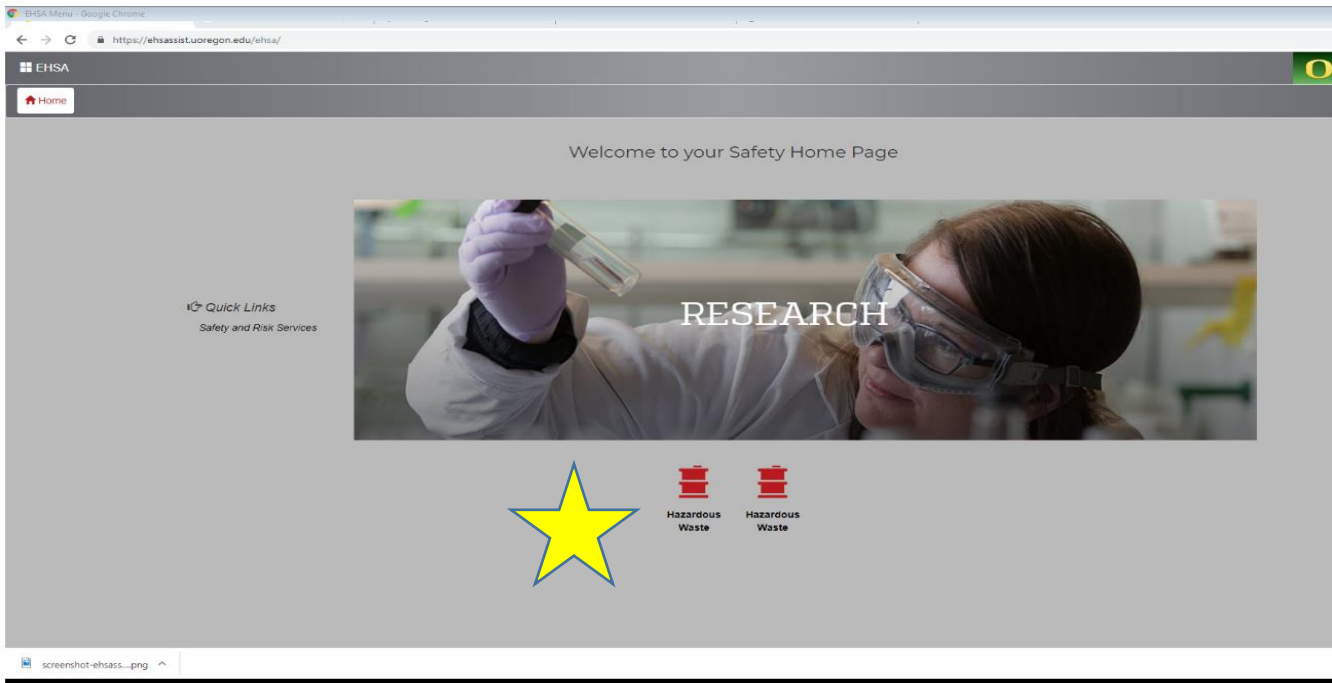 EHSA Menu - Google Chrome
https://ehsassist.uoregon.edu/ehsa/
EHSA
O
Home
Welcome to your Safety Home Page
RESEARCH
Quick Links
Safety and Risk Services
Hazardous
Waste
Hazardous
Waste
screenshot-ehsass....png